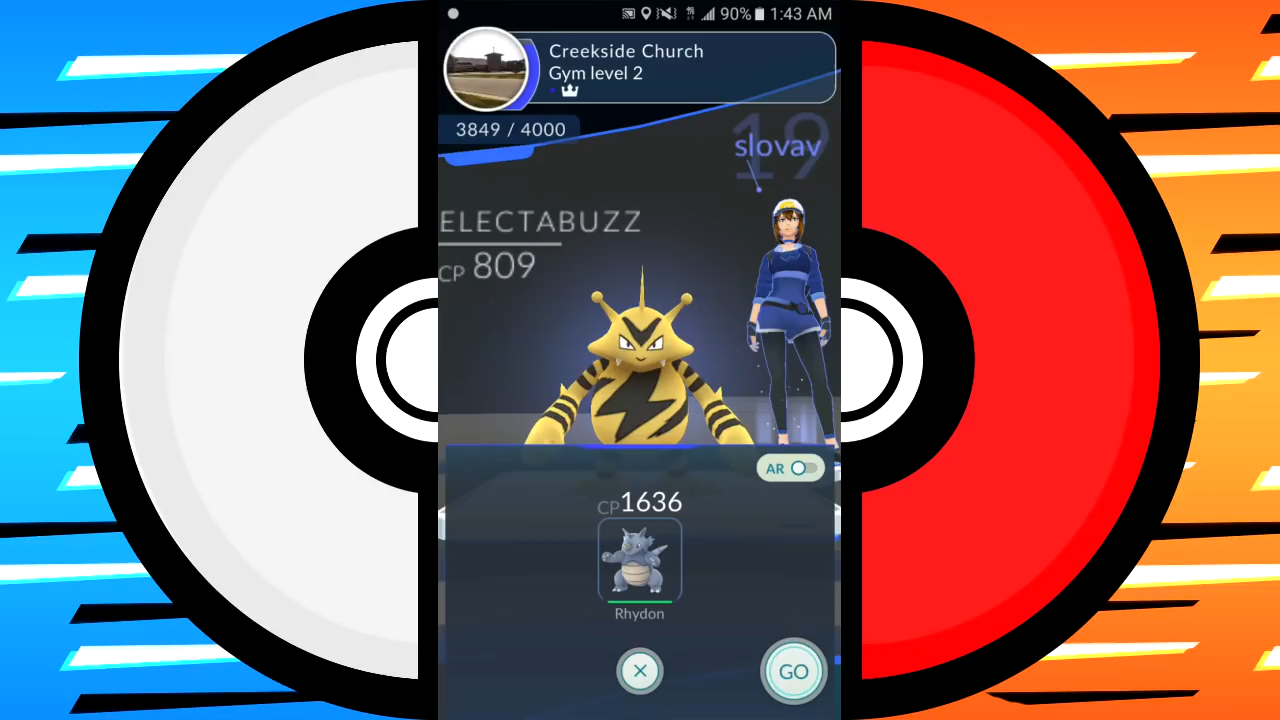 90% 1:43 AM
Creekside Church
Gym level 2
3849 / 4000
19
slovav
ELECTABUZZ
CP 809
AR
CP1636
Rhydon
GO